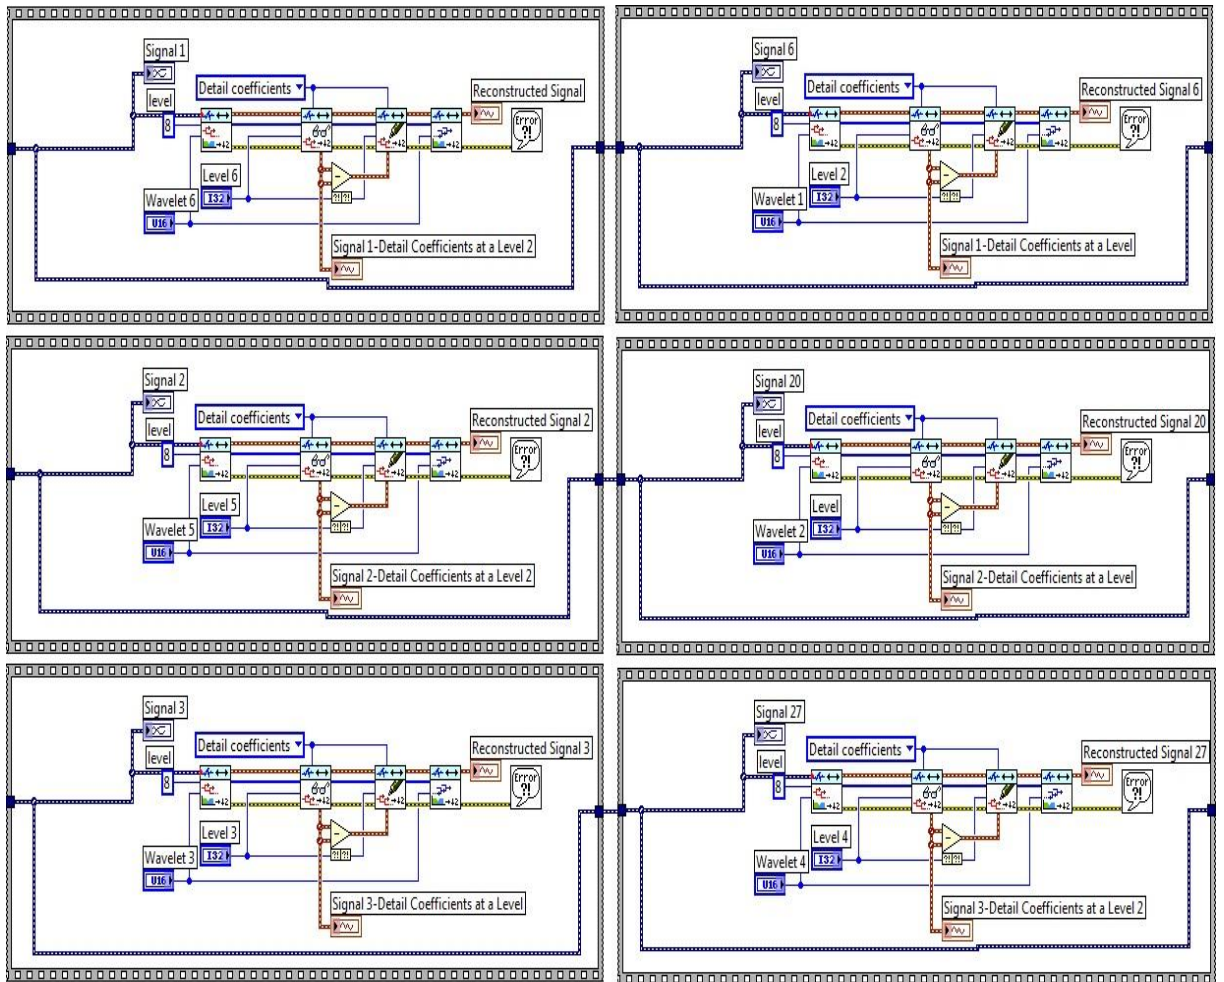 Signal 1
level
8
Detail coefficients
Reconstructed Signal
Error
?!
Level 6
I32
Wavelet 6
U16
Signal 1-Detail Coefficients at a Level 2
Signal 6
level
8
Detail coefficients
Reconstructed Signal 6
Error
?!
Level 2
I32
Wavelet 1
U16
Signal 1-Detail Coefficients at a Level
Signal 2
level
8
Detail coefficients
Reconstructed Signal 2
Error
?!
Level 5
I32
Wavelet 5
U16
Signal 2-Detail Coefficients at a Level 2
Signal 20
level
8
Detail coefficients
Reconstructed Signal 20
Error
?!
Level
I32
Wavelet 2
U16
Signal 2-Detail Coefficients at a Level
Signal 3
level
8
Detail coefficients
Reconstructed Signal 3
Error
?!
Level 3
I32
Wavelet 3
U16
Signal 3-Detail Coefficients at a Level
Signal 27
level
8
Detail coefficients
Reconstructed Signal 27
Error
?!
Level 4
I32
Wavelet 4
U16
Signal 3-Detail Coefficients at a Level 2